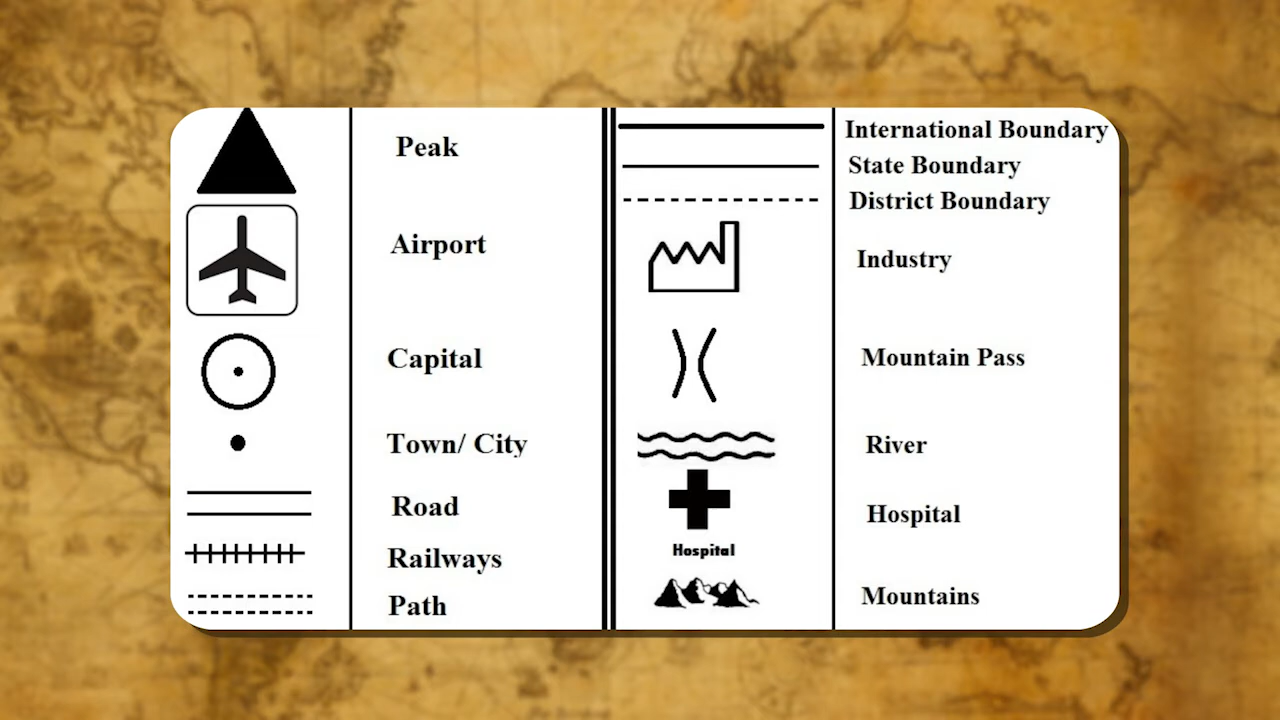 Peak
Airport
Capital
Town/ City
Road
Railways
Path
International Boundary
State Boundary
District Boundary
Industry
Mountain Pass
River
Hospital
Hospital
Mountains